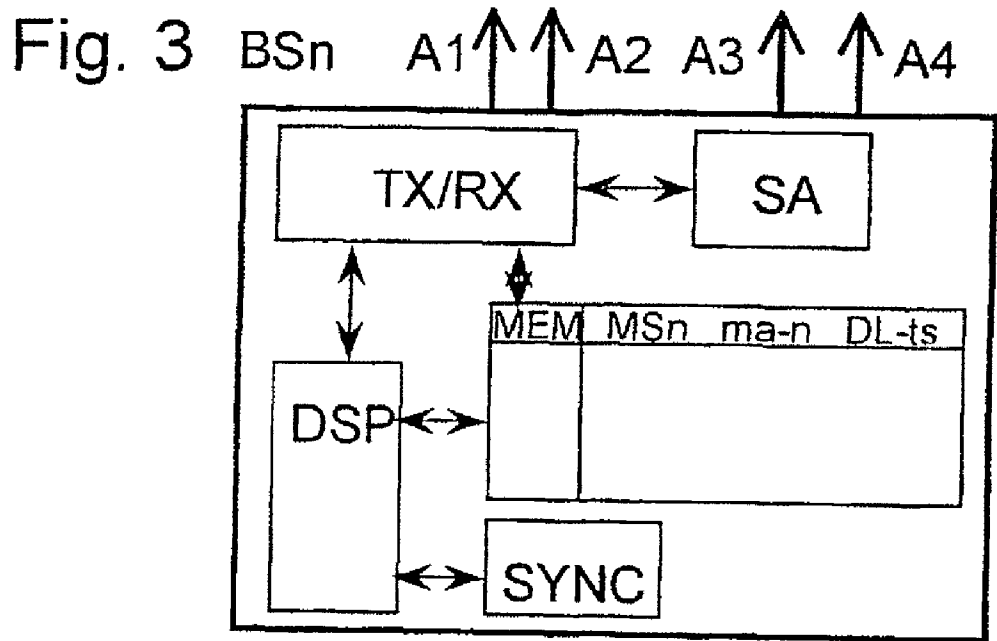 Fig. 3 BSn A1 A2 A3 A4
TX/RX SA
MEM MSn ma-n DL-ts
DSP
SYNC